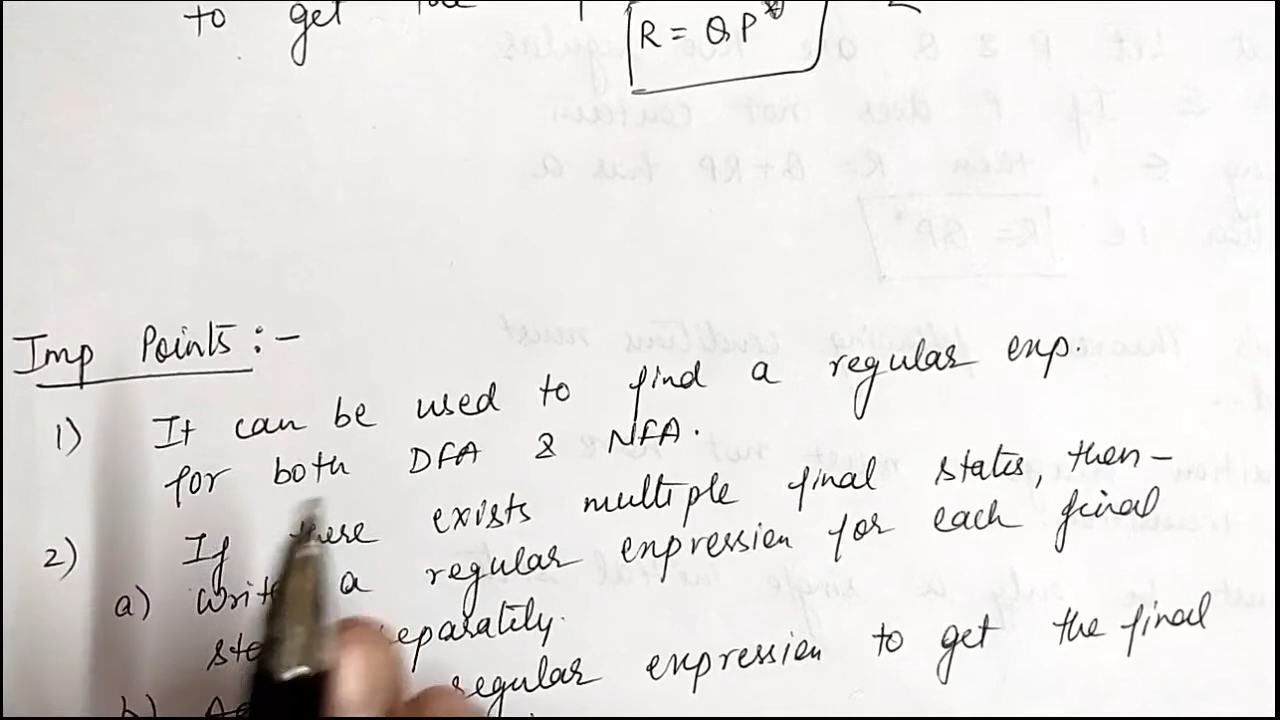 to get
R = QP*
Imp Points:-
1) It can be used to find a regular exp.
for both DFA & NFA.
2) If there exists multiple final states, then-
a) Write a regular expression for each final
separately.
b) regular expression to get the final